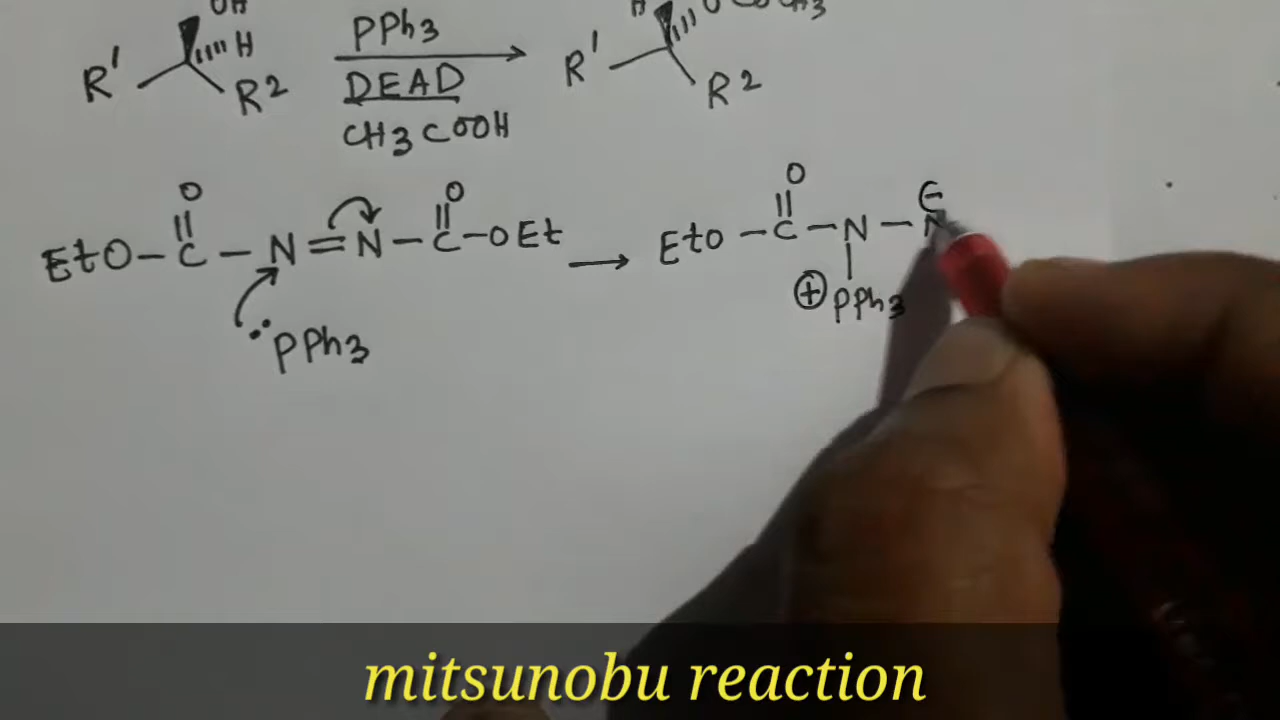 OH
H
R' H PPh3 R'
R2 DEAD R2
CH3COOH
O O O
EtO-C-N=N-C-OEt → EtO-C-N-N
⊕PPh3
:PPh3
mitsunobu reaction